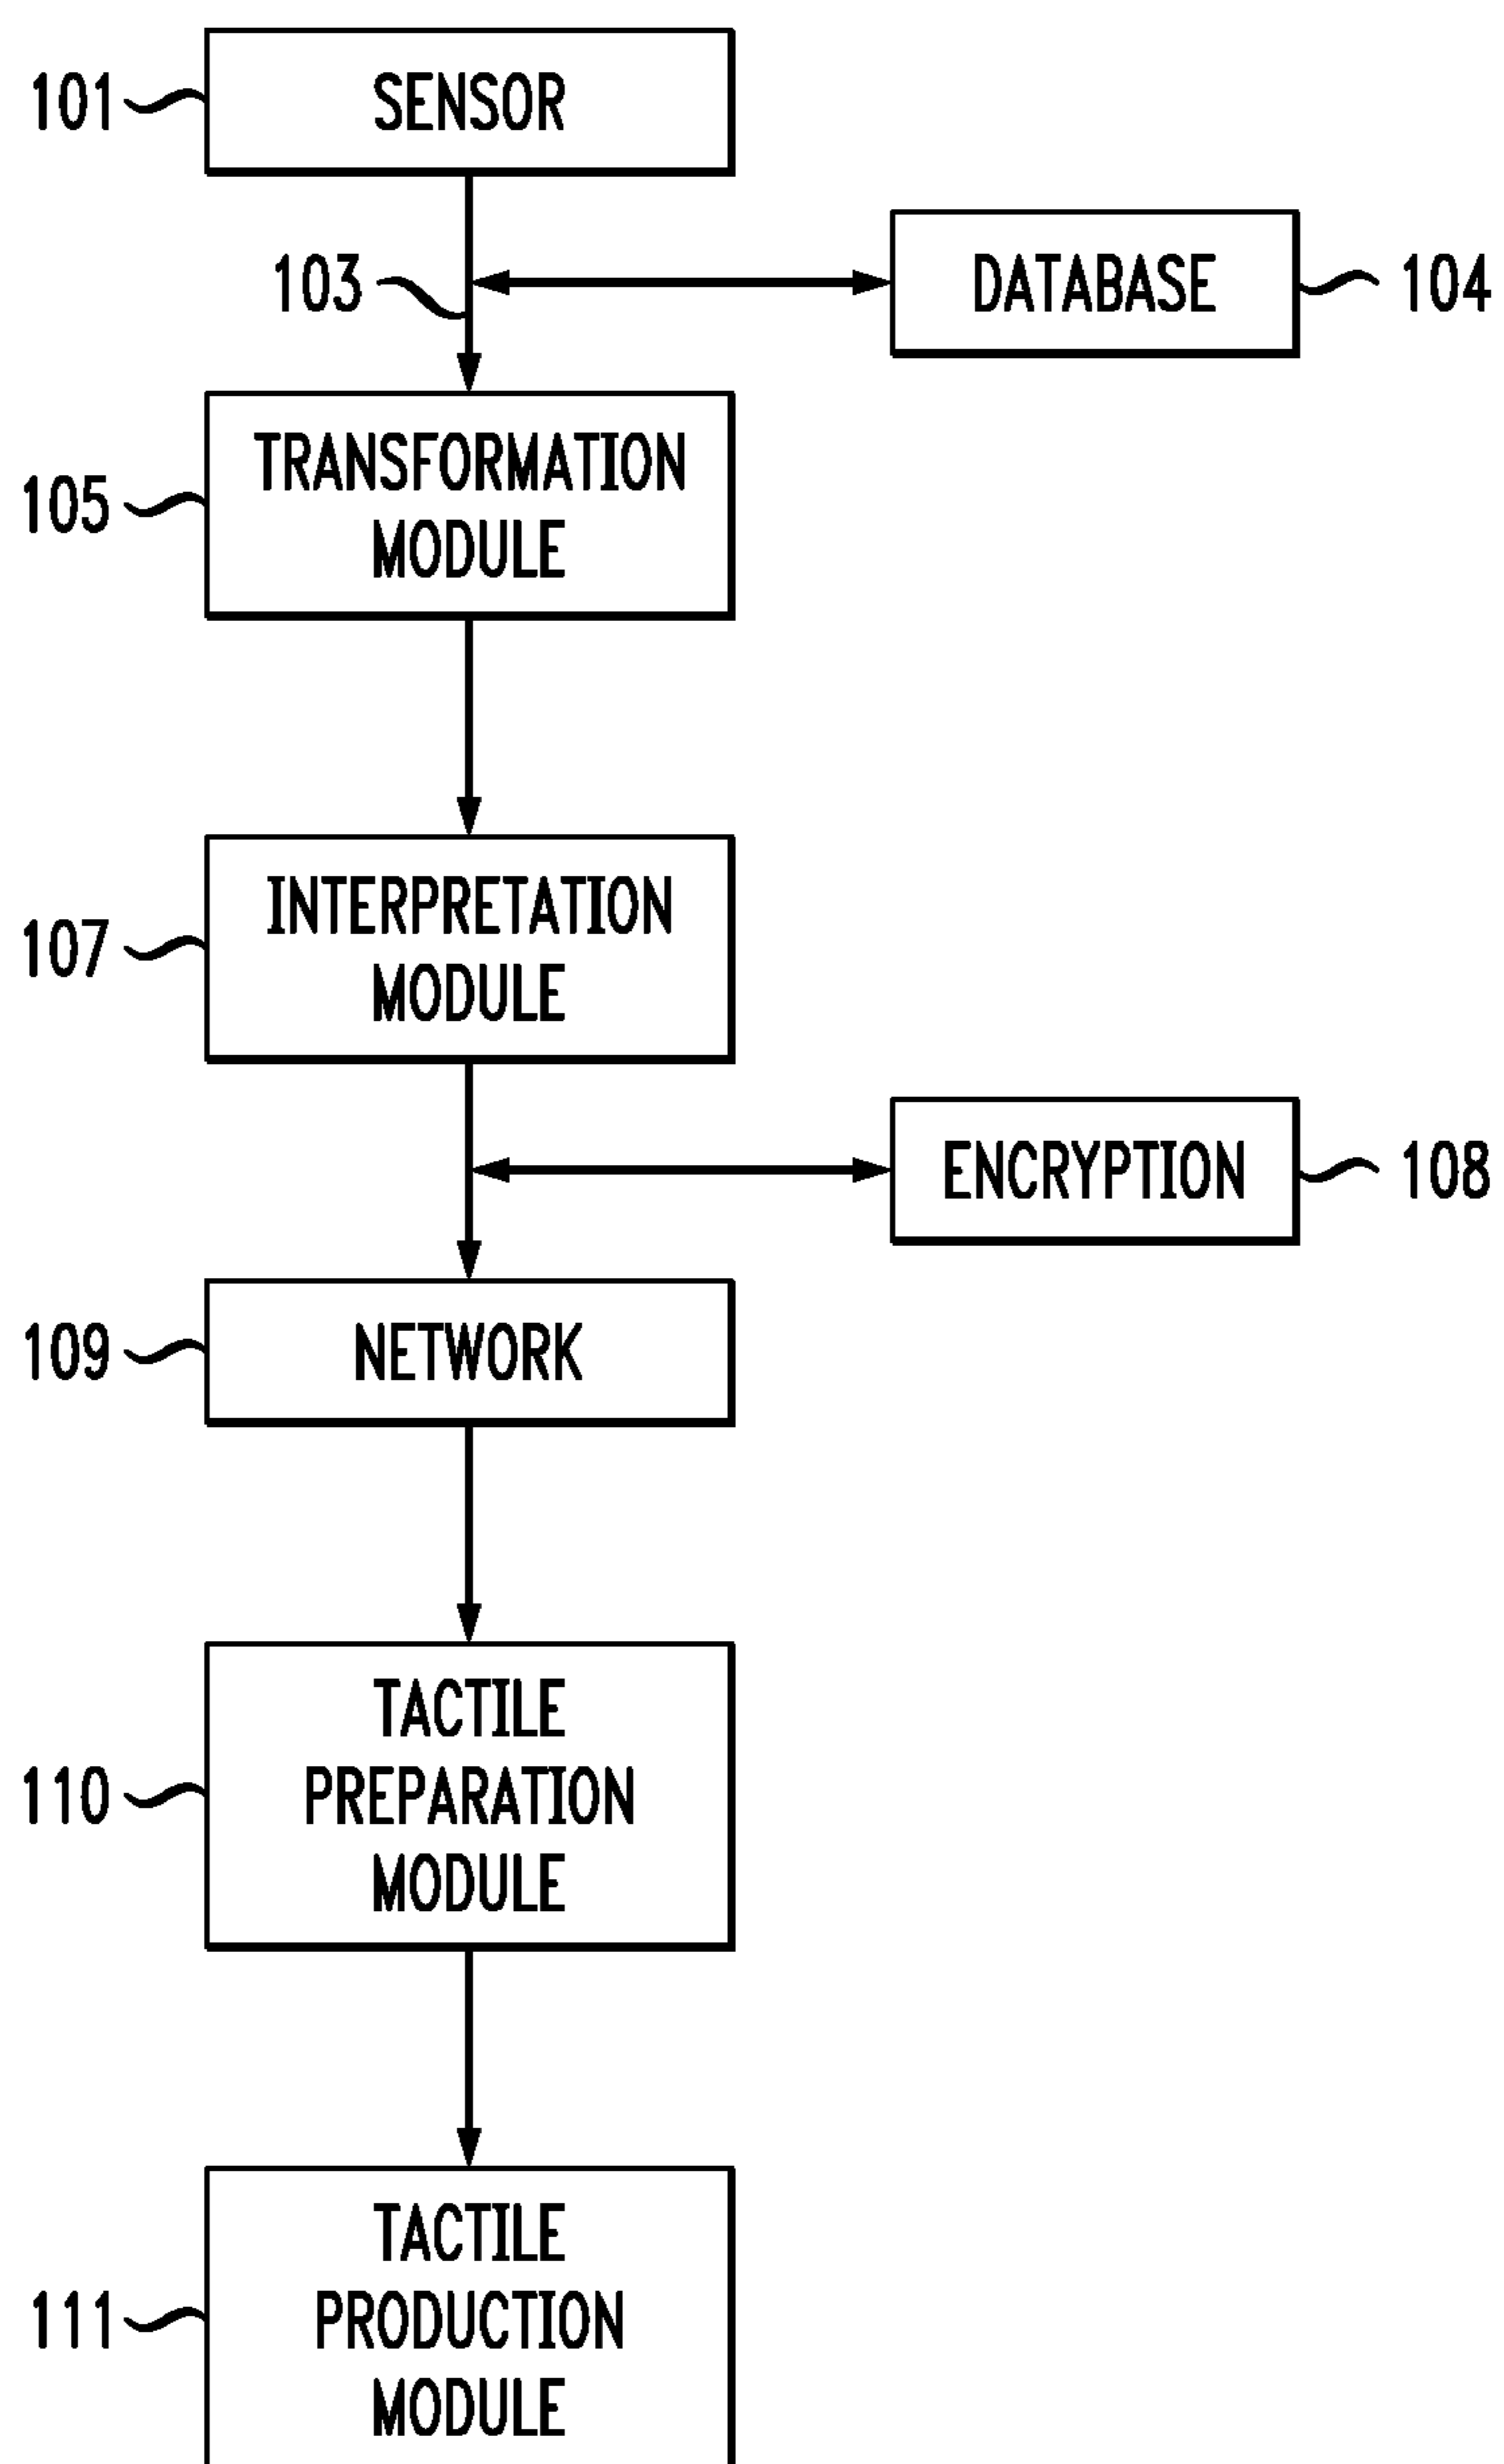 101
SENSOR
103
DATABASE
104
105
TRANSFORMATION
MODULE
107
INTERPRETATION
MODULE
ENCRYPTION
108
109
NETWORK
110
TACTILE
PREPARATION
MODULE
111
TACTILE
PRODUCTION
MODULE